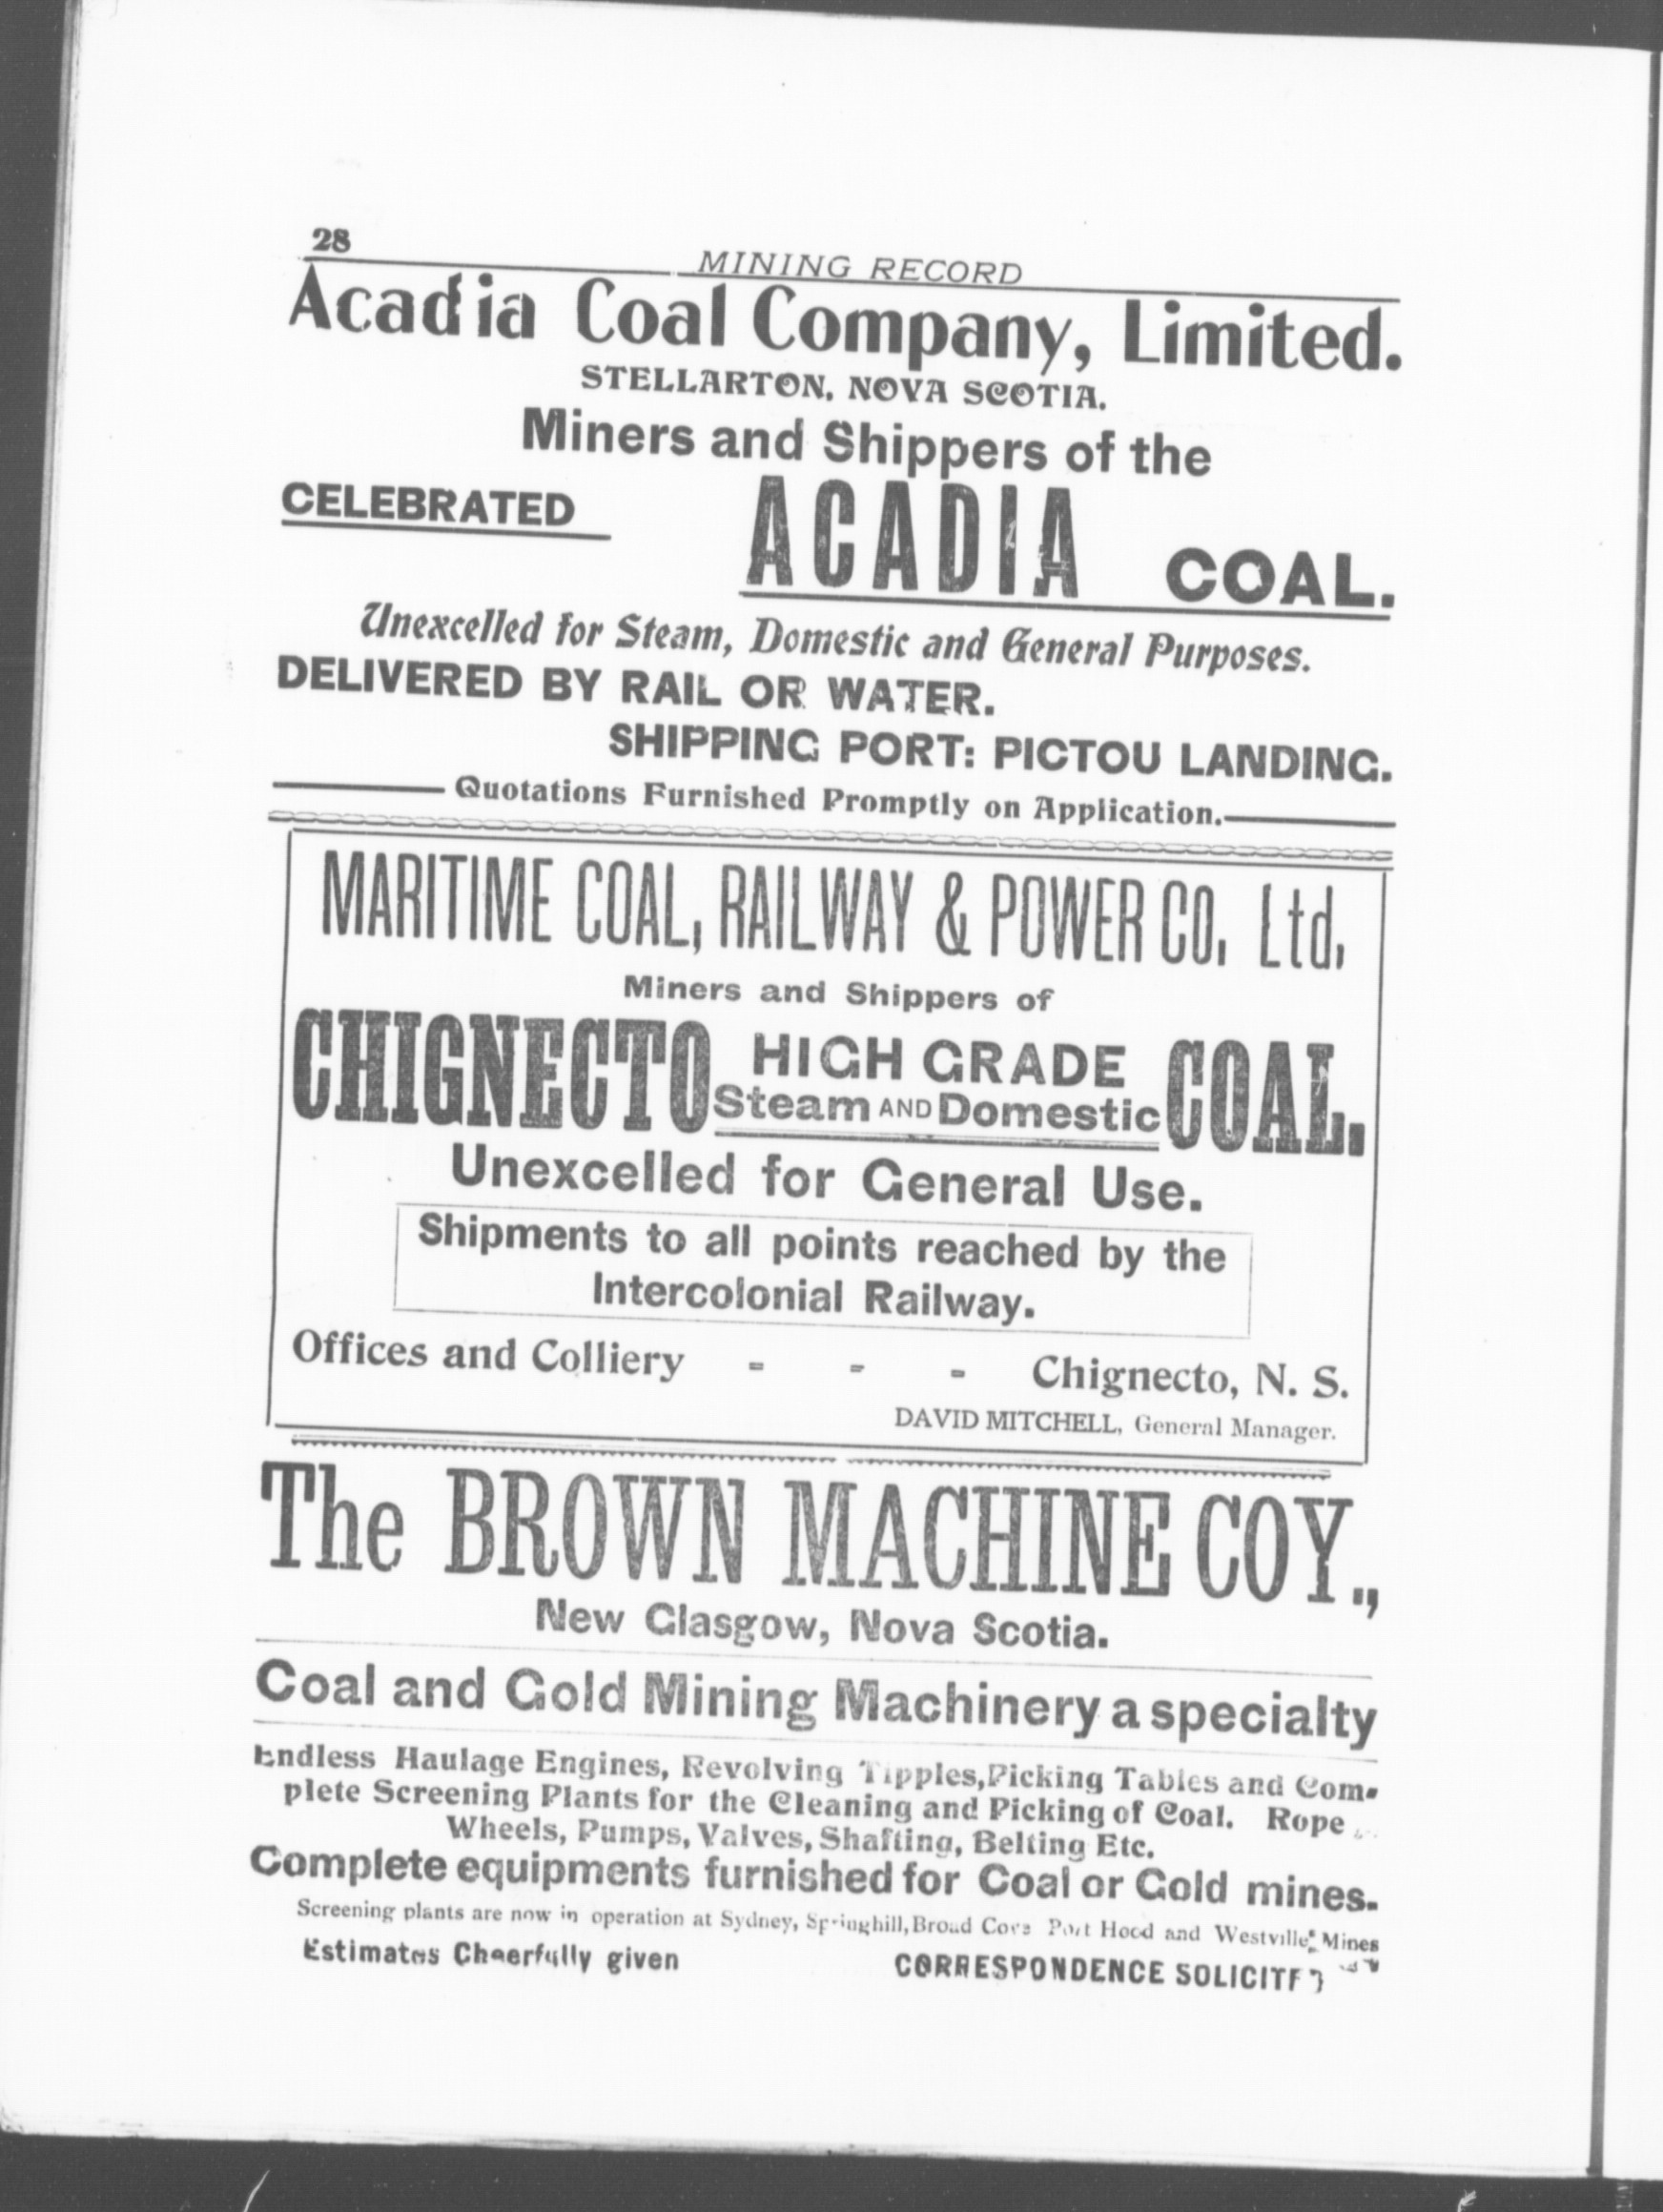 28
MINING RECORD
Acadia Coal Company, Limited.
STELLARTON, NOVA SCOTIA.
Miners and Shippers of the
CELEBRATED ACADIA COAL.
Unexcelled for Steam, Domestic and General Purposes.
DELIVERED BY RAIL OR WATER.
SHIPPING PORT: PICTOU LANDING.
Quotations Furnished Promptly on Application.
MARITIME COAL, RAILWAY & POWER CO. Ltd.
Miners and Shippers of
CHIGNECTO HIGH GRADE Steam AND Domestic COAL.
Unexcelled for General Use.
Shipments to all points reached by the
Intercolonial Railway.
Offices and Colliery - - - Chignecto, N. S.
DAVID MITCHELL, General Manager.
The BROWN MACHINE COY.,
New Glasgow, Nova Scotia.
Coal and Gold Mining Machinery a specialty
Endless Haulage Engines, Revolving Tipples, Picking Tables and Com-
plete Screening Plants for the Cleaning and Picking of Coal. Rope
Wheels, Pumps, Valves, Shafting, Belting Etc.
Complete equipments furnished for Coal or Gold mines.
Screening plants are now in operation at Sydney, Springhill, Broad Cove Port Hood and Westville Mines
Estimates Cheerfully given CORRESPONDENCE SOLICITED